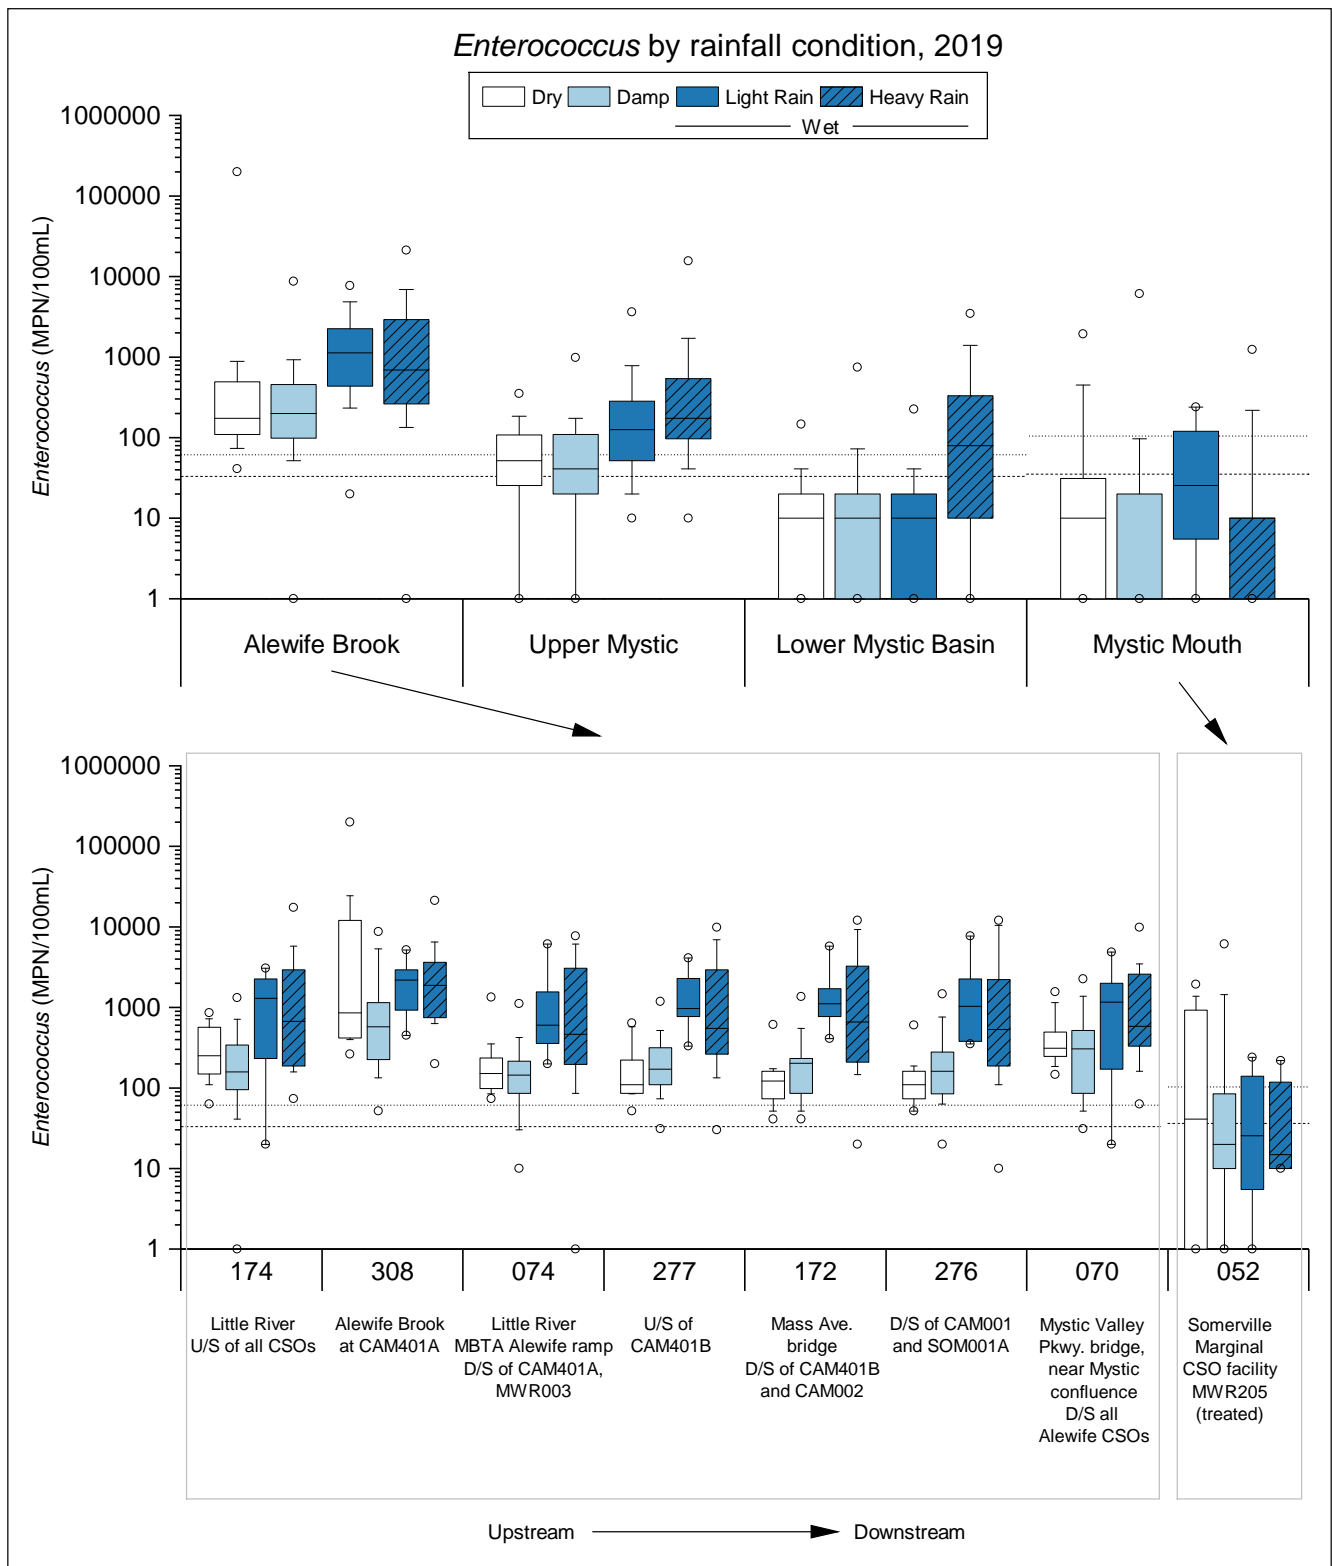 Enterococcus by rainfall condition, 2019
Dry Damp Light Rain Heavy Rain
Wet
Enterococcus (MPN/100mL)
1000000
100000
10000
1000
100
10
1
Alewife Brook Upper Mystic Lower Mystic Basin Mystic Mouth
Enterococcus (MPN/100mL)
1000000
100000
10000
1000
100
10
1
174 308 074 277 172 276 070 052
Little River
U/S of all CSOs
Alewife Brook
at CAM401A
Little River
MBTA Alewife ramp
D/S of CAM401A,
MWR003
U/S of
CAM401B
Mass Ave.
bridge
D/S of CAM401B
and CAM002
D/S of CAM001
and SOM001A
Mystic Valley
Pkwy. bridge,
near Mystic
confluence
D/S all
Alewife CSOs
Somerville
Marginal
CSO facility
MWR205
(treated)
Upstream Downstream